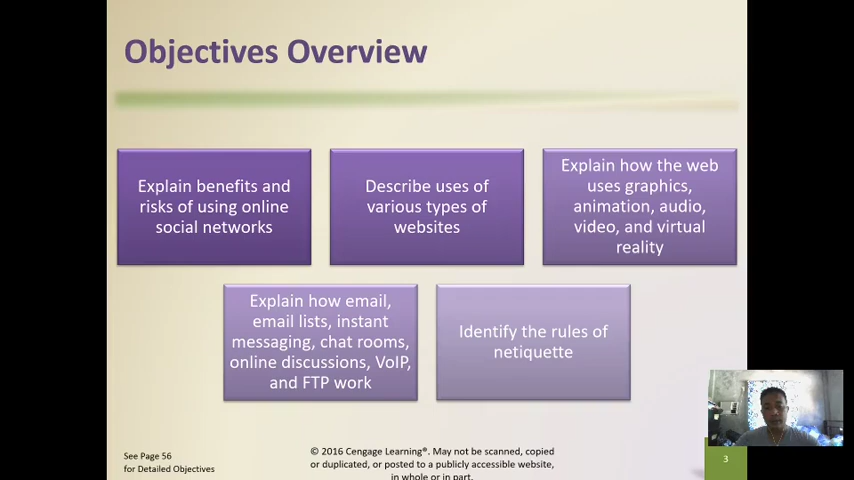 Objectives Overview
Explain benefits and
risks of using online
social networks
Describe uses of
various types of
websites
Explain how the web
uses graphics,
animation, audio,
video, and virtual
reality
Explain how email,
email lists, instant
messaging, chat rooms,
online discussions, VoIP,
and FTP work
Identify the rules of
netiquette
See Page 56
for Detailed Objectives
© 2016 Cengage Learning®. May not be scanned, copied
or duplicated, or posted to a publicly accessible website,
in whole or in part.
3